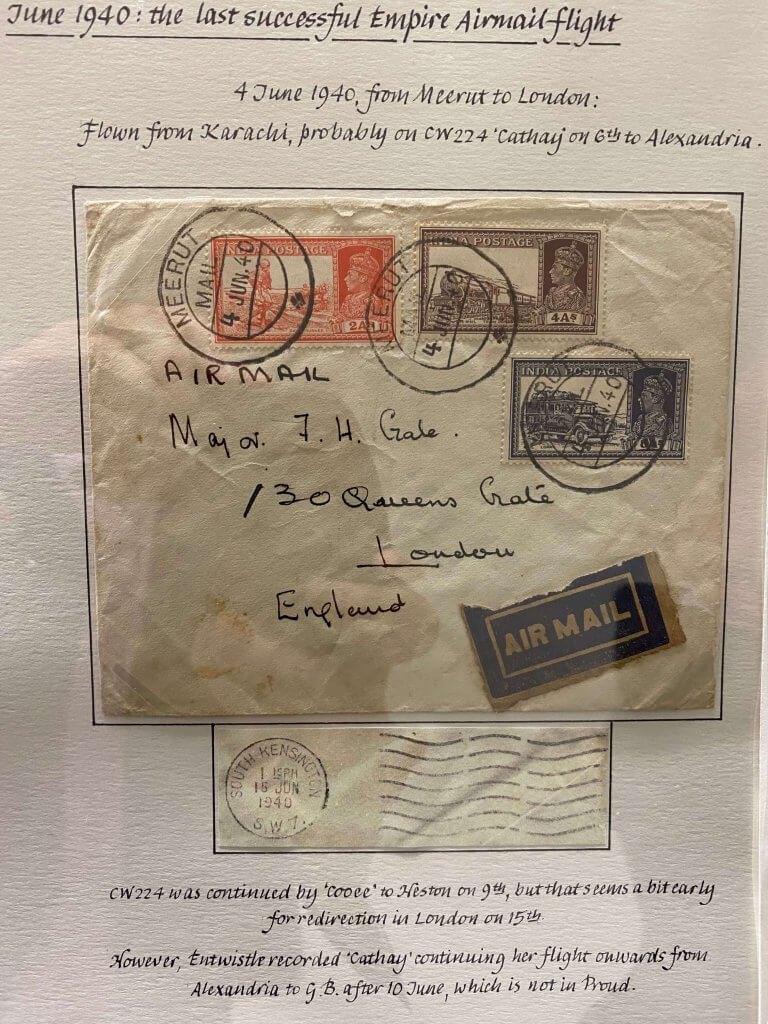 June 1940: the last successful Empire Airmail flight
4 June 1940, from Meerut to London:
Flown from Karachi, probably on CW224 'Cathay' on 6th to Alexandria.
MEERUT
MAIL
4 JUN.40
INDIA POSTAGE
2As
MEERUT
4 JUN.40
INDIA POSTAGE
4As
AIR MAIL
INDIA POSTAGE
Major. F. H. Gale.
130 Queens Gate
London
England
AIR MAIL
SOUTH KENSINGTON
1 15PM
15 JUN
1940
S.W.7.
CW224 was continued by 'Cooee' to Heston on 9th, but that seems a bit early
for redirection in London on 15th.
However, Entwistle recorded 'Cathay' continuing her flight onwards from
Alexandria to G.B. after 10 June, which is not in Proud.